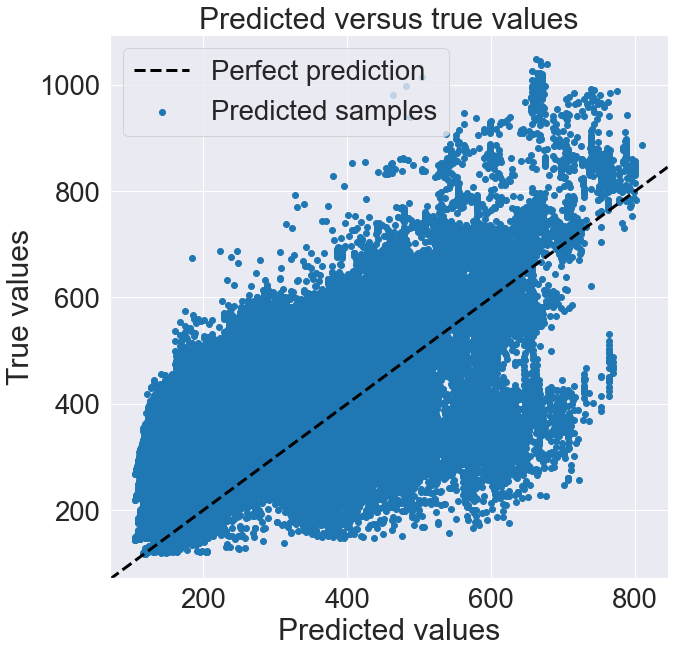 Predicted versus true values
Perfect prediction
Predicted samples
1000
800
600
400
200
True values
200 400 600 800
Predicted values